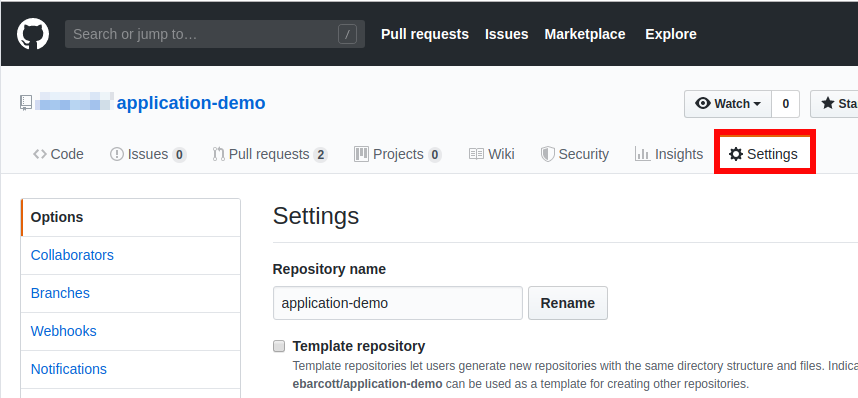 Search or jump to… / Pull requests Issues Marketplace Explore
application-demo Watch 0 Sta
Code Issues 0 Pull requests 2 Projects 0 Wiki Security Insights Settings
Options
Collaborators
Branches
Webhooks
Notifications
Settings
Repository name
application-demo Rename
Template repository
Template repositories let users generate new repositories with the same directory structure and files. Indica
ebarcott/application-demo can be used as a template for creating other repositories.